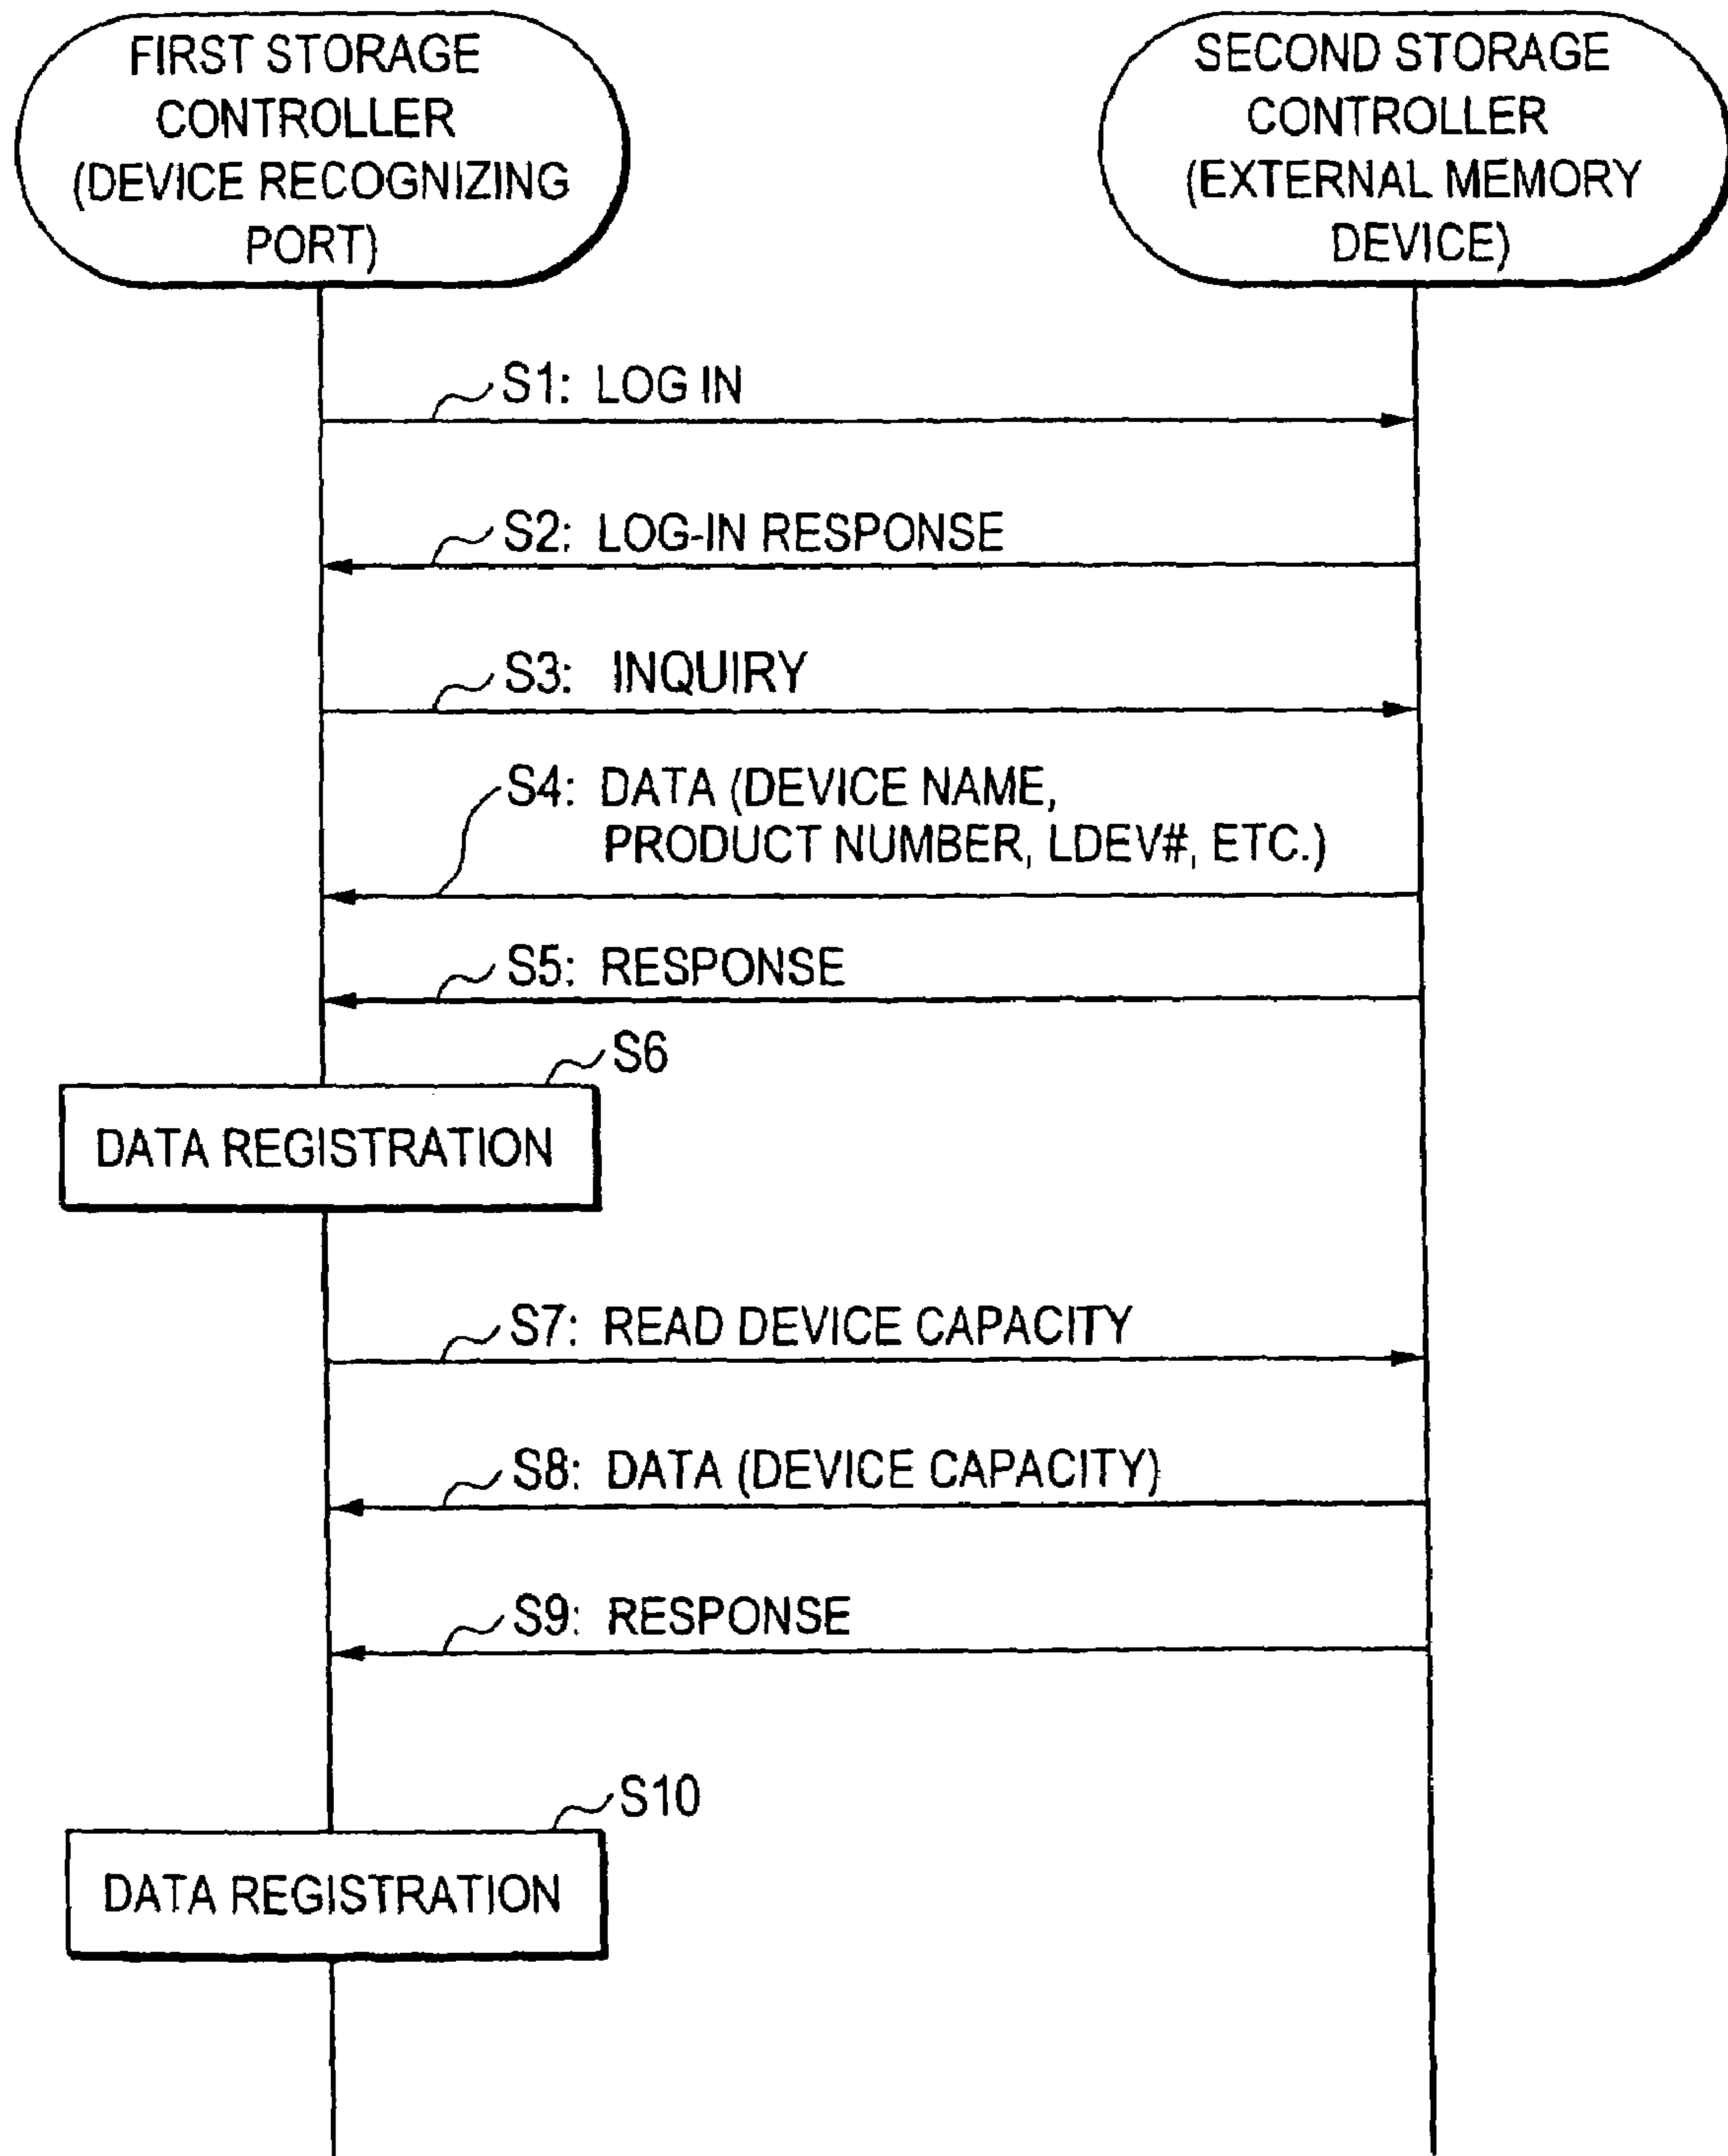 FIRST STORAGE
CONTROLLER
(DEVICE RECOGNIZING
PORT)
SECOND STORAGE
CONTROLLER
(EXTERNAL MEMORY
DEVICE)
S1: LOG IN
S2: LOG-IN RESPONSE
S3: INQUIRY
S4: DATA (DEVICE NAME,
PRODUCT NUMBER, LDEV#, ETC.)
S5: RESPONSE
S6
DATA REGISTRATION
S7: READ DEVICE CAPACITY
S8: DATA (DEVICE CAPACITY)
S9: RESPONSE
S10
DATA REGISTRATION